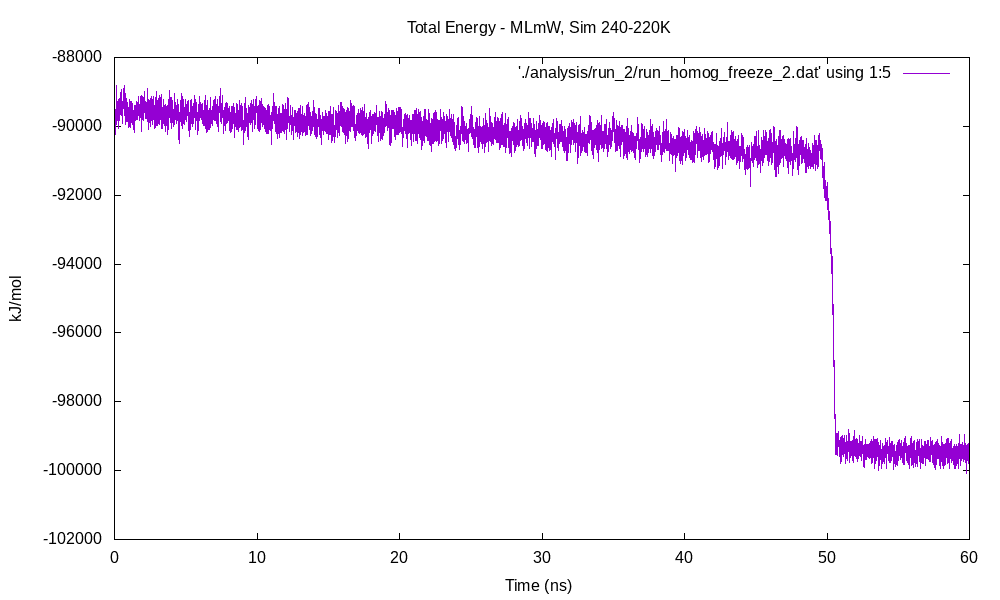 Total Energy - MLmW, Sim 240-220K
'./analysis/run_2/run_homog_freeze_2.dat' using 1:5
-88000
-90000
-92000
-94000
-96000
-98000
-100000
-102000
kJ/mol
0 10 20 30 40 50 60
Time (ns)